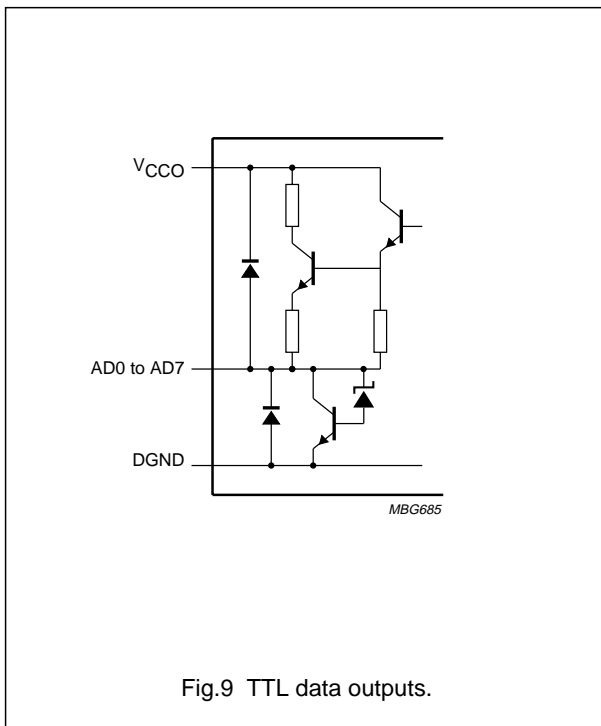 VCCO
AD0 to AD7
DGND
MBG685
Fig.9 TTL data outputs.